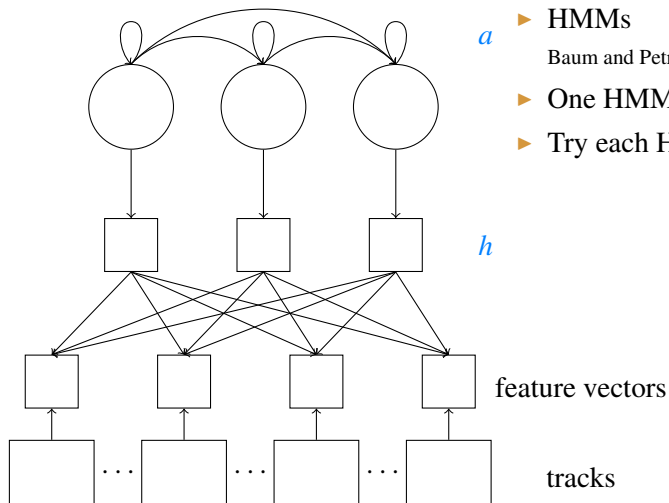 a
▶ HMMs
Baum and Petr
▶ One HMM
▶ Try each H
h
feature vectors
... ... ...
tracks